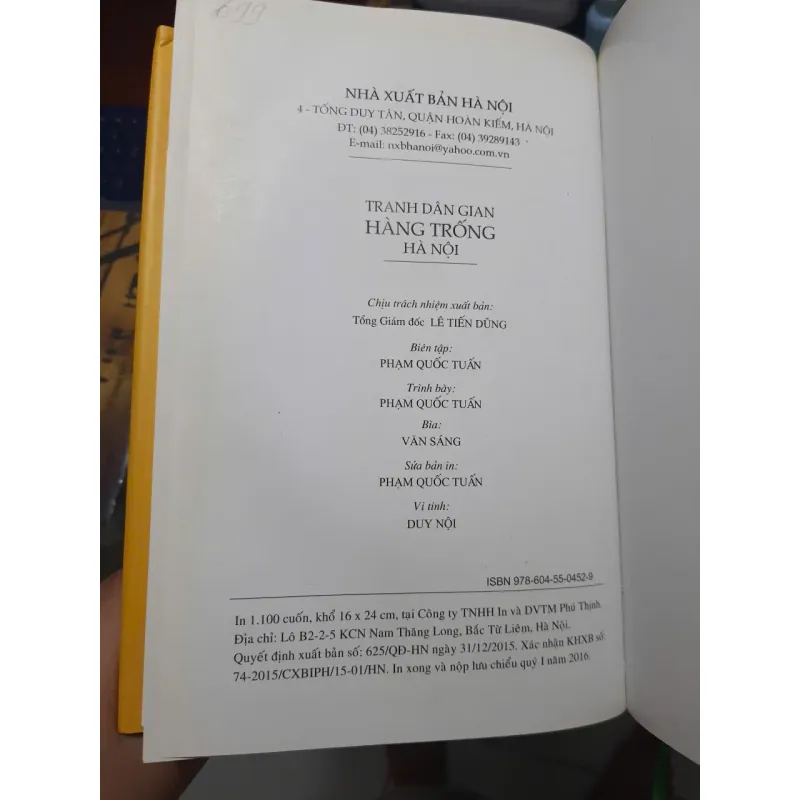 699
NHÀ XUẤT BẢN HÀ NỘI
4 - TỐNG DUY TÂN, QUẬN HOÀN KIẾM, HÀ NỘI
ĐT: (04) 38252916 - Fax: (04) 39289143
E-mail: nxbhanoi@yahoo.com.vn
TRANH DÂN GIAN
HÀNG TRỐNG
HÀ NỘI
Chịu trách nhiệm xuất bản:
Tổng Giám đốc LÊ TIẾN DŨNG
Biên tập:
PHẠM QUỐC TUẤN
Trình bày:
PHẠM QUỐC TUẤN
Bìa:
VĂN SÁNG
Sửa bản in:
PHẠM QUỐC TUẤN
Vi tính:
DUY NỘI
ISBN 978-604-55-0452-9
In 1.100 cuốn, khổ 16 x 24 cm, tại Công ty TNHH In và DVTM Phú Thịnh.
Địa chỉ: Lô B2-2-5 KCN Nam Thăng Long, Bắc Từ Liêm, Hà Nội.
Quyết định xuất bản số: 625/QĐ-HN ngày 31/12/2015. Xác nhận KHXB số:
74-2015/CXBIPH/15-01/HN. In xong và nộp lưu chiểu quý I năm 2016.